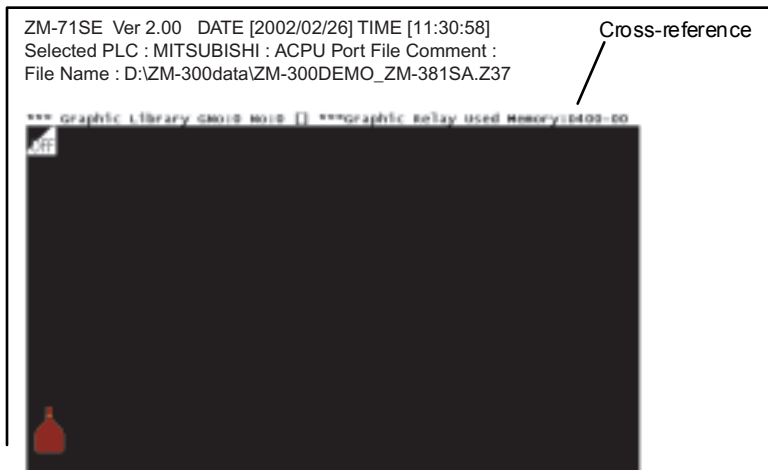 ZM-71SE Ver 2.00 DATE [2002/02/26] TIME [11:30:58]
Cross-reference
Selected PLC : MITSUBISHI : ACPU Port File Comment :
File Name : D:\ZM-300data\ZM-300DEMO_ZM-381SA.Z37
*** Graphic Library GNo:0 No:0 [] ***Graphic Relay Used Memory:0400-00
Off